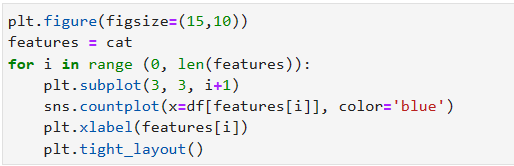 plt.figure(figsize=(15,10))
features = cat
for i in range (0, len(features)):
    plt.subplot(3, 3, i+1)
    sns.countplot(x=df[features[i]], color='blue')
    plt.xlabel(features[i])
    plt.tight_layout()